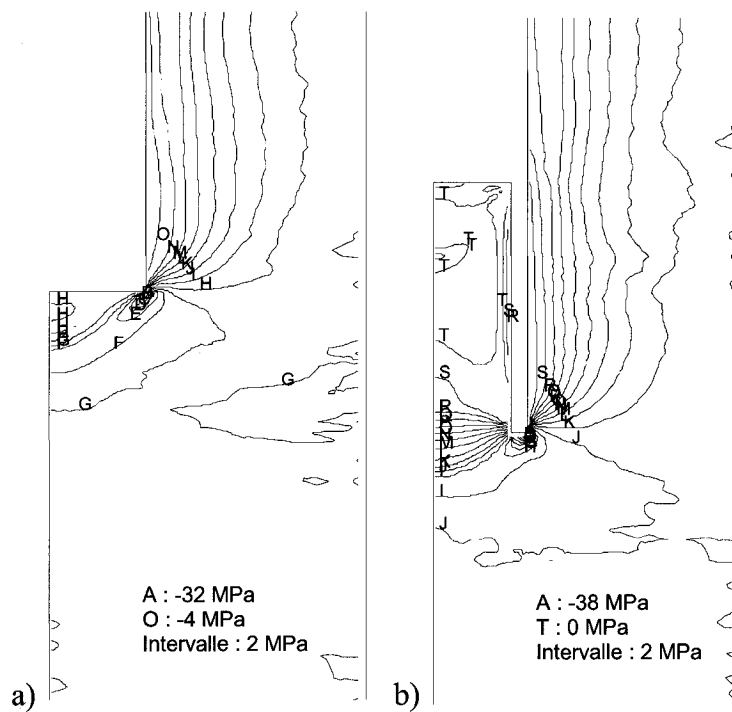 O
N
M
J
H
H
H
E
F
G
G
A : -32 MPa
O : -4 MPa
Intervalle : 2 MPa
a)
T
T
T
T
T
S
R
T
S
S
R
Q
M
K
I
J
K
J
A : -38 MPa
T : 0 MPa
Intervalle : 2 MPa
b)